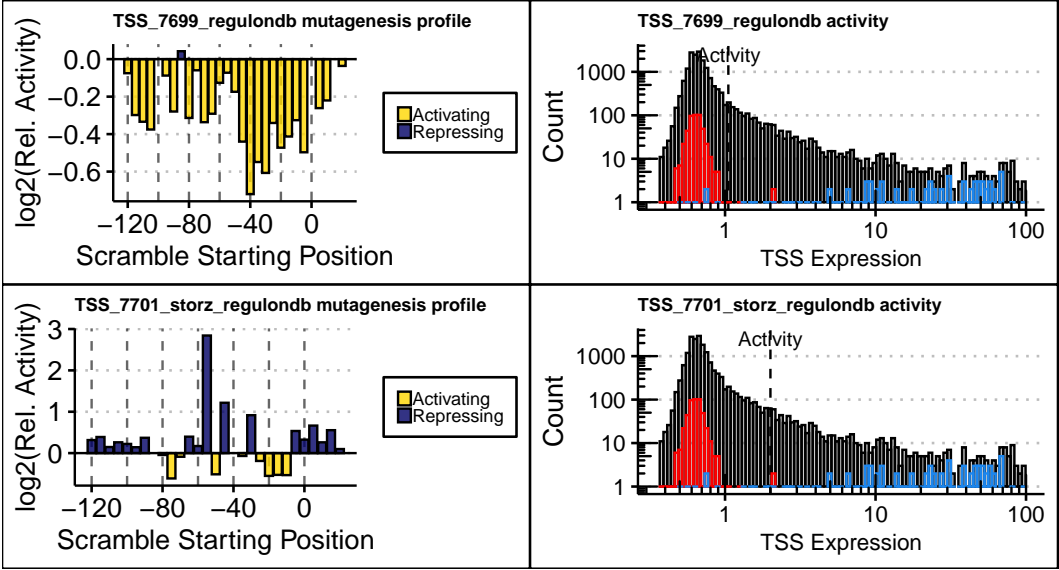 TSS_7699_regulondb mutagenesis profile
log2(Rel. Activity)
0.0
−0.2
−0.4
−0.6
−120
−80
−40
0
Scramble Starting Position
Activating
Repressing
TSS_7699_regulondb activity
Activity
Count
1000
100
10
1
1
10
100
TSS Expression
TSS_7701_storz_regulondb mutagenesis profile
log2(Rel. Activity)
3
2
1
0
−120
−80
−40
0
Scramble Starting Position
Activating
Repressing
TSS_7701_storz_regulondb activity
Activity
Count
1000
100
10
1
1
10
100
TSS Expression